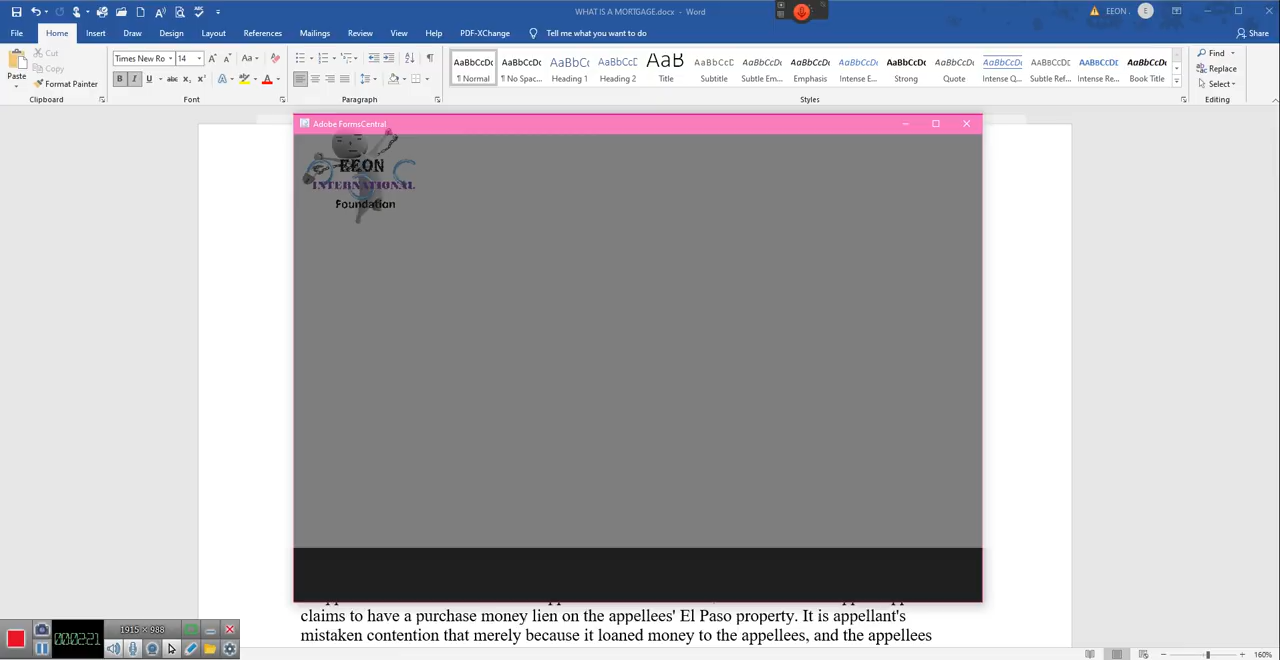 WHAT IS A MORTGAGE.docx - Word
EEON .
E
File Home Insert Draw Design Layout References Mailings Review View Help PDF-XChange Tell me what you want to do
Share
Paste
Cut
Copy
Format Painter
Clipboard
Times New Ro 14
Font
Paragraph
AaBbCcDc AaBbCcDc AaBbC( AaBbCcC AaB AaBbCcD AaBbCcDc AaBbCcDc AaBbCcDc AaBbCcDc AaBbCcDc AaBbCcDc AaBbCcDc AaBbCcDc AaBbCcDc
¶ Normal ¶ No Spac... Heading 1 Heading 2 Title Subtitle Subtle Em... Emphasis Intense E... Strong Quote Intense Q... Subtle Ref... Intense Re... Book Title
Styles
Find
Replace
Select
Editing
Adobe FormsCentral
EEON
INTERNATIONAL
Foundation
claims to have a purchase money lien on the appellees' El Paso property. It is appellant's
mistaken contention that merely because it loaned money to the appellees, and the appellees
00:02:21
1915 × 988
160%